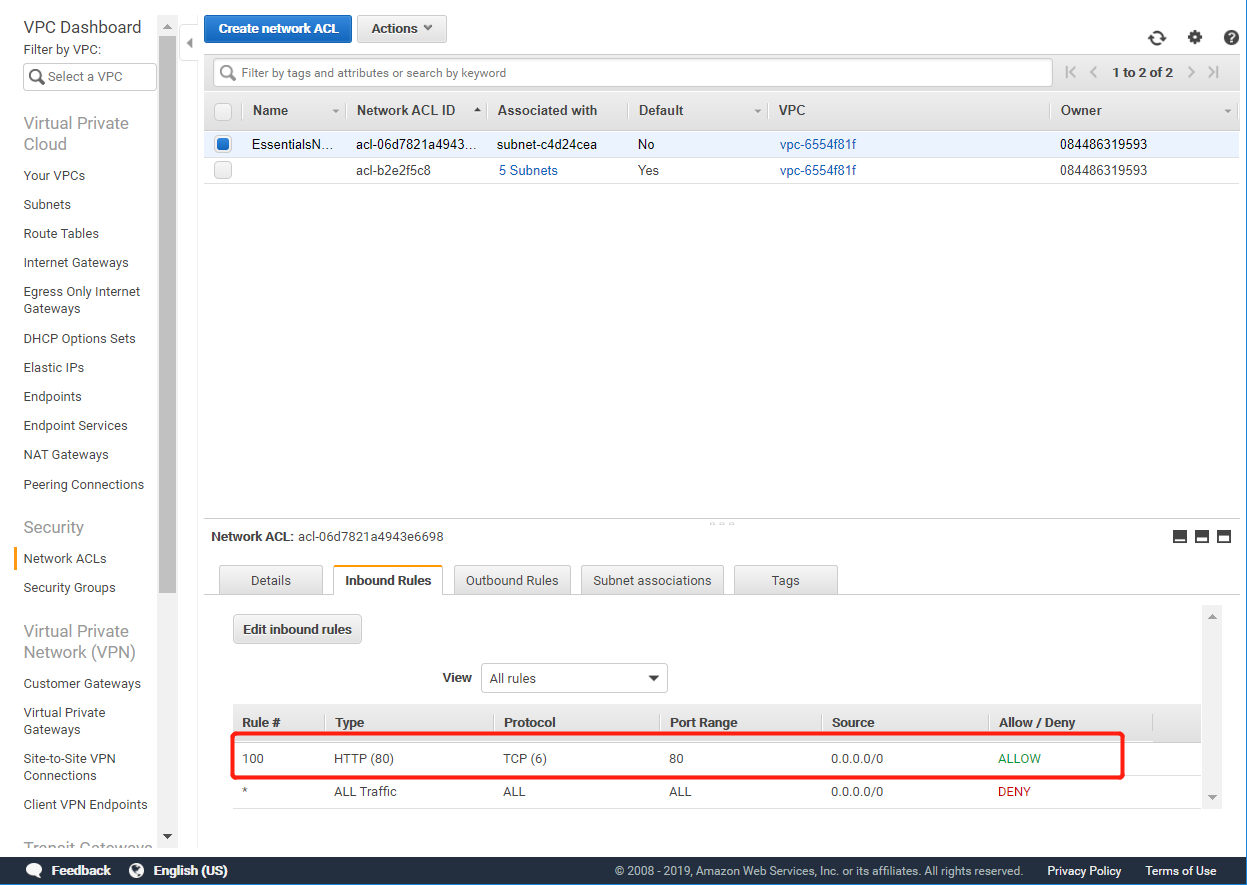 VPC Dashboard
Filter by VPC:
Select a VPC
Virtual Private
Cloud
Your VPCs
Subnets
Route Tables
Internet Gateways
Egress Only Internet
Gateways
DHCP Options Sets
Elastic IPs
Endpoints
Endpoint Services
NAT Gateways
Peering Connections
Security
Network ACLs
Security Groups
Virtual Private
Network (VPN)
Customer Gateways
Virtual Private
Gateways
Site-to-Site VPN
Connections
Client VPN Endpoints
Transit Gateways
Create network ACL Actions
Filter by tags and attributes or search by keyword 1 to 2 of 2
Name Network ACL ID Associated with Default VPC Owner
EssentialsN... acl-06d7821a4943... subnet-c4d24cea No vpc-6554f81f 084486319593
acl-b2e2f5c8 5 Subnets Yes vpc-6554f81f 084486319593
Network ACL: acl-06d7821a4943e6698
Details Inbound Rules Outbound Rules Subnet associations Tags
Edit inbound rules
View All rules
Rule # Type Protocol Port Range Source Allow / Deny
100 HTTP (80) TCP (6) 80 0.0.0.0/0 ALLOW
* ALL Traffic ALL ALL 0.0.0.0/0 DENY
Feedback English (US) © 2008 - 2019, Amazon Web Services, Inc. or its affiliates. All rights reserved. Privacy Policy Terms of Use